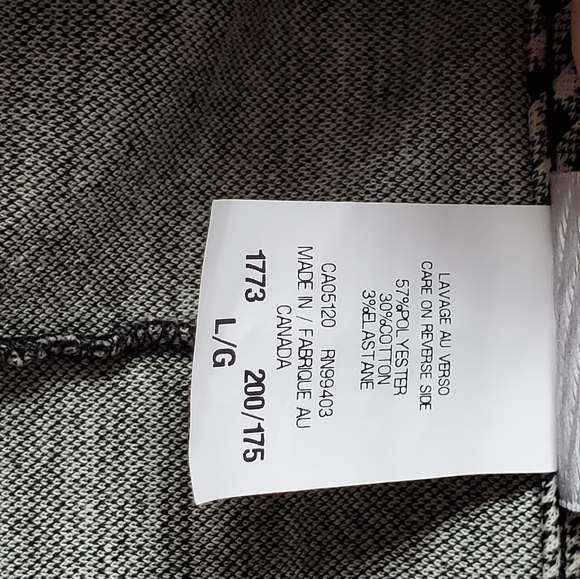 LAVAGE AU VERSO
CARE ON REVERSE SIDE
57%POLYESTER
30%COTTON
3%ELASTANE
CA05120 RN99403
MADE IN / FABRIQUE AU
CANADA
1773 200/175
L/G